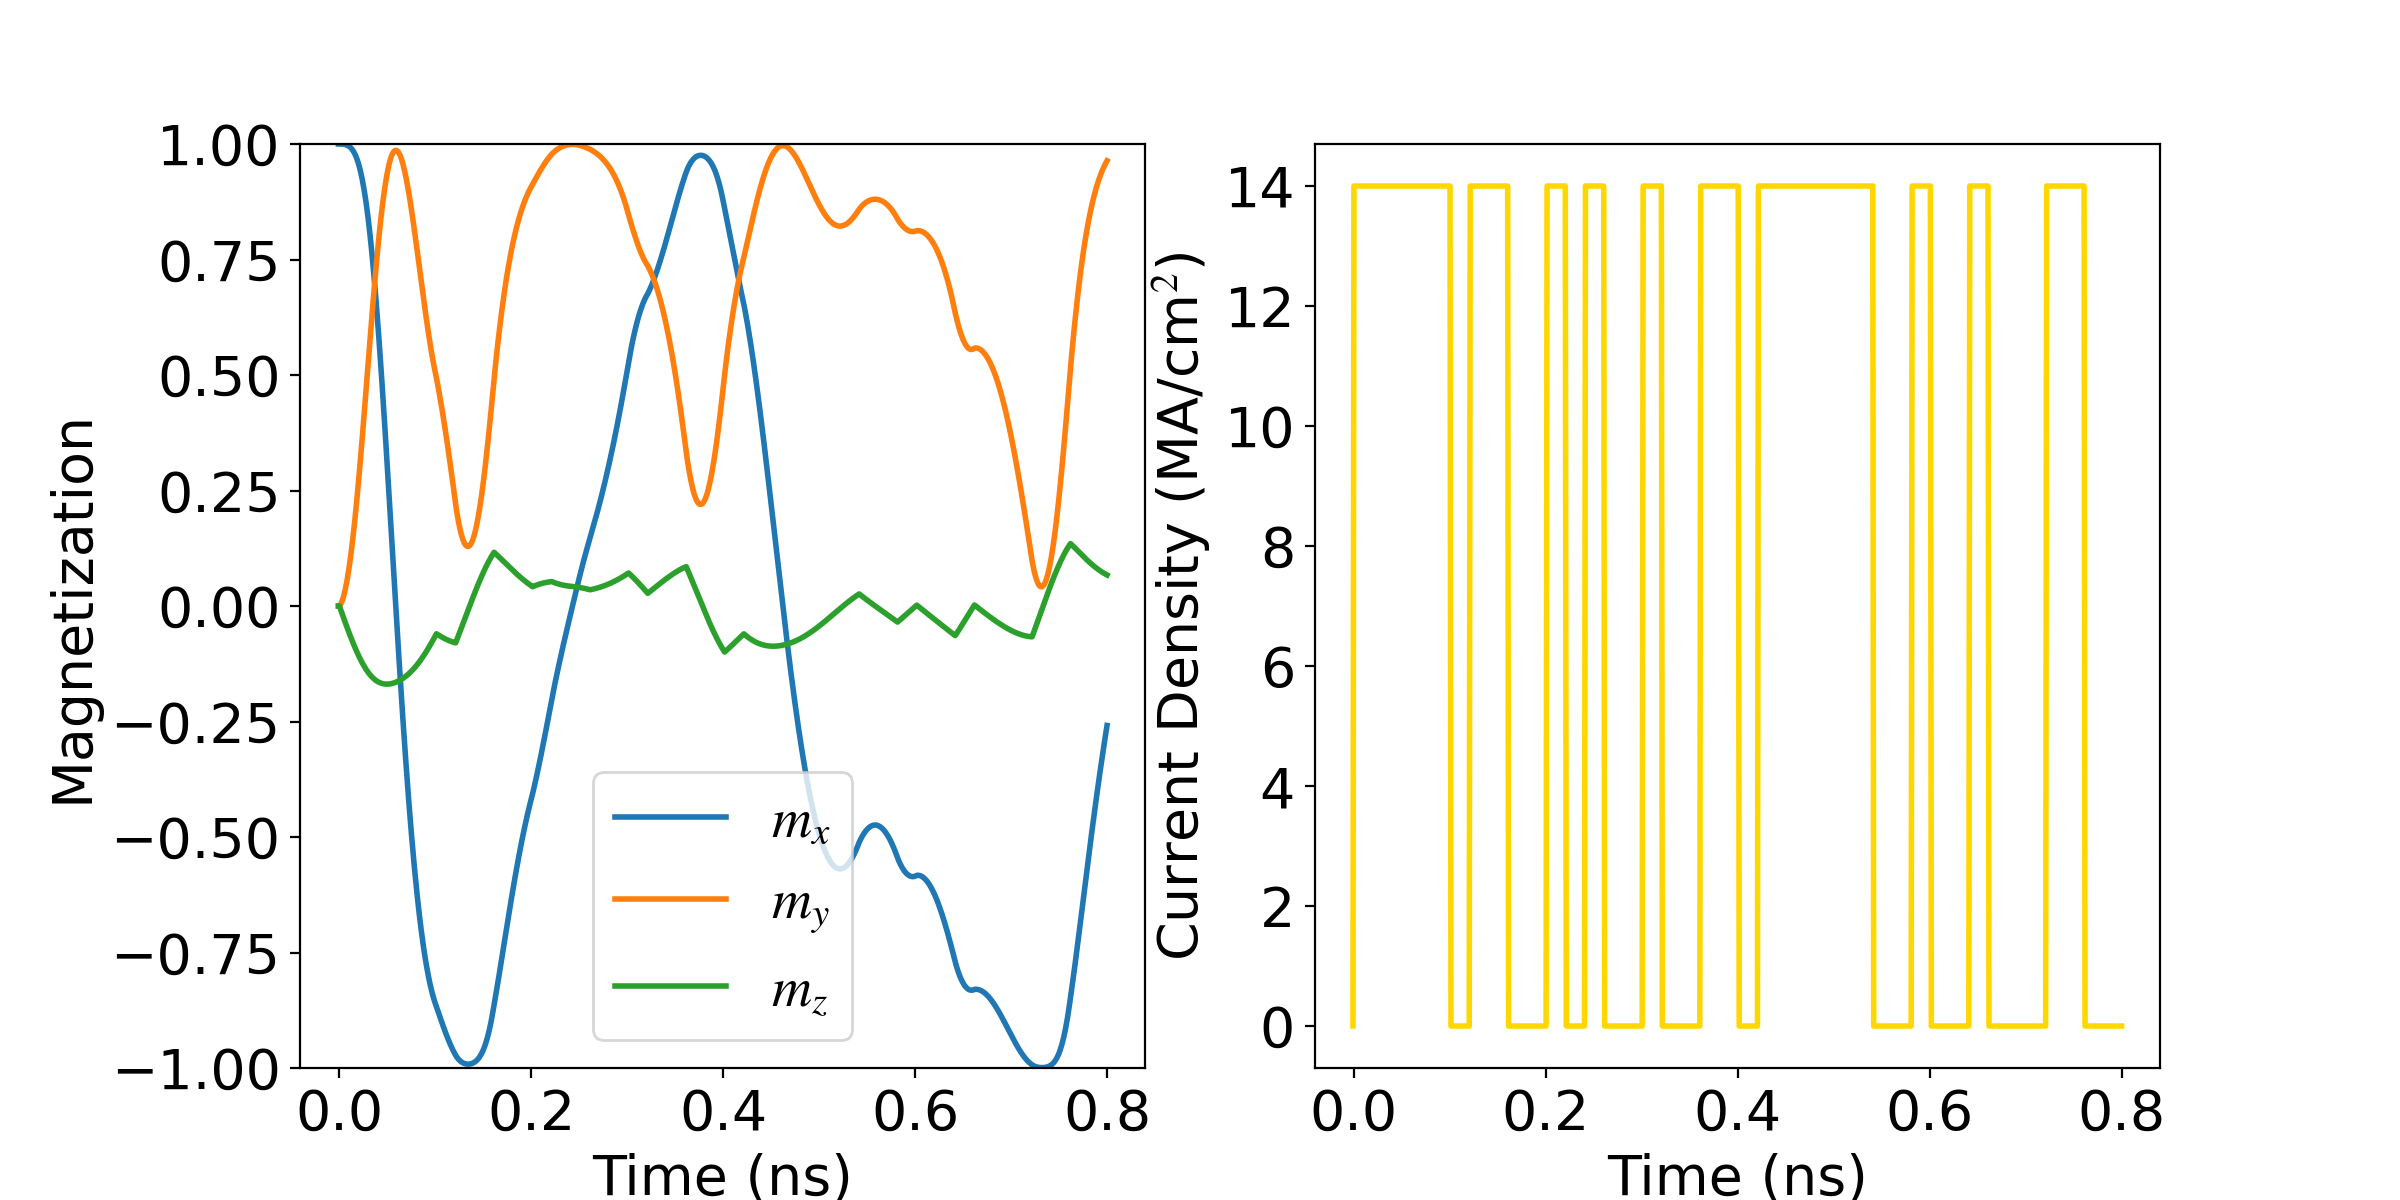 1.00
0.75
0.50
0.25
0.00
−0.25
−0.50
−0.75
−1.00
0.0 0.2 0.4 0.6 0.8
Time (ns)
Magnetization
m_x
m_y
m_z
14
12
10
8
6
4
2
0
0.0 0.2 0.4 0.6 0.8
Time (ns)
Current Density (MA/cm²)